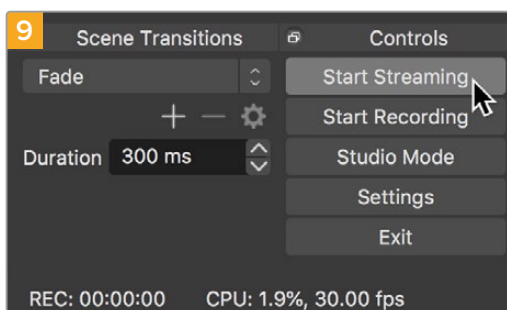 9
Scene Transitions
Controls
Fade
Start Streaming
Start Recording
Duration 300 ms
Studio Mode
Settings
Exit
REC: 00:00:00 CPU: 1.9%, 30.00 fps